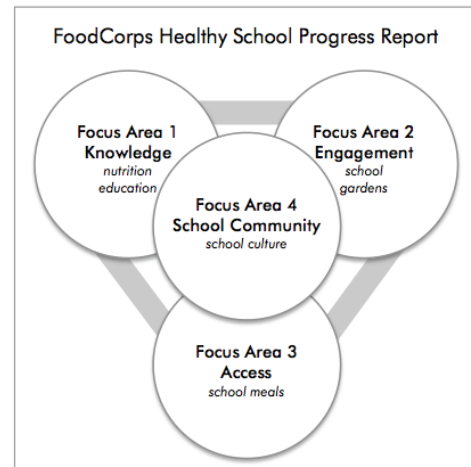 FoodCorps Healthy School Progress Report
Focus Area 1
Knowledge
nutrition
education
Focus Area 2
Engagement
school
gardens
Focus Area 4
School Community
school culture
Focus Area 3
Access
school meals